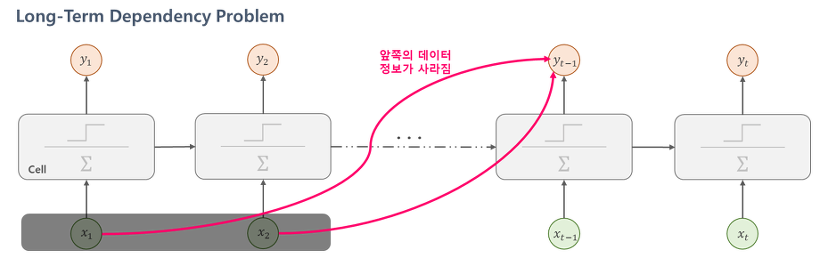 Long-Term Dependency Problem
y₁
y₂
앞쪽의 데이터
정보가 사라짐
yₜ₋₁
yₜ
...
Σ
Σ
Σ
Σ
Cell
x₁
x₂
xₜ₋₁
xₜ